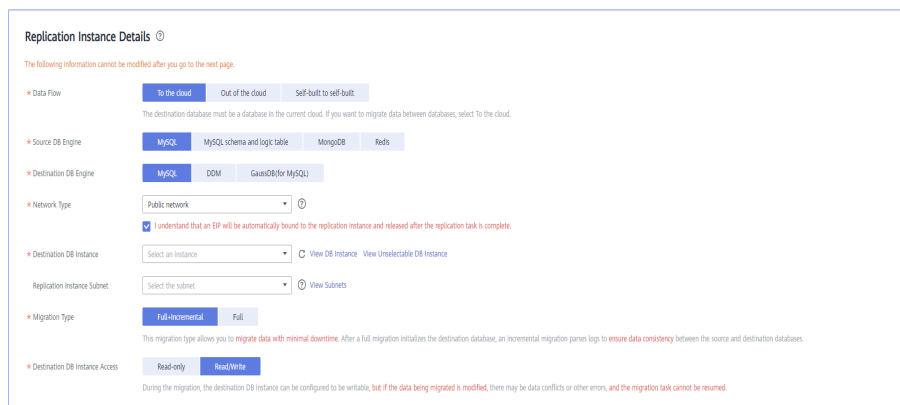 Replication Instance Details ?
The following information cannot be modified after you go to the next page.
* Data Flow To the cloud Out of the cloud Self-built to self-built
The destination database must be a database in the current cloud. If you want to migrate data between databases, select To the cloud.
* Source DB Engine MySQL MySQL schema and logic table MongoDB Redis
* Destination DB Engine MySQL DDM GaussDB(for MySQL)
* Network Type Public network ?
I understand that an EIP will be automatically bound to the replication instance and released after the replication task is complete.
* Destination DB Instance Select an instance View DB Instance View Unselectable DB Instance
Replication Instance Subnet Select the subnet ? View Subnets
* Migration Type Full+Incremental Full
This migration type allows you to migrate data with minimal downtime. After a full migration initializes the destination database, an incremental migration parses logs to ensure data consistency between the source and destination databases.
* Destination DB Instance Access Read-only Read/Write
During the migration, the destination DB instance can be configured to be writable, but if the data being migrated is modified, there may be data conflicts or other errors, and the migration task cannot be resumed.